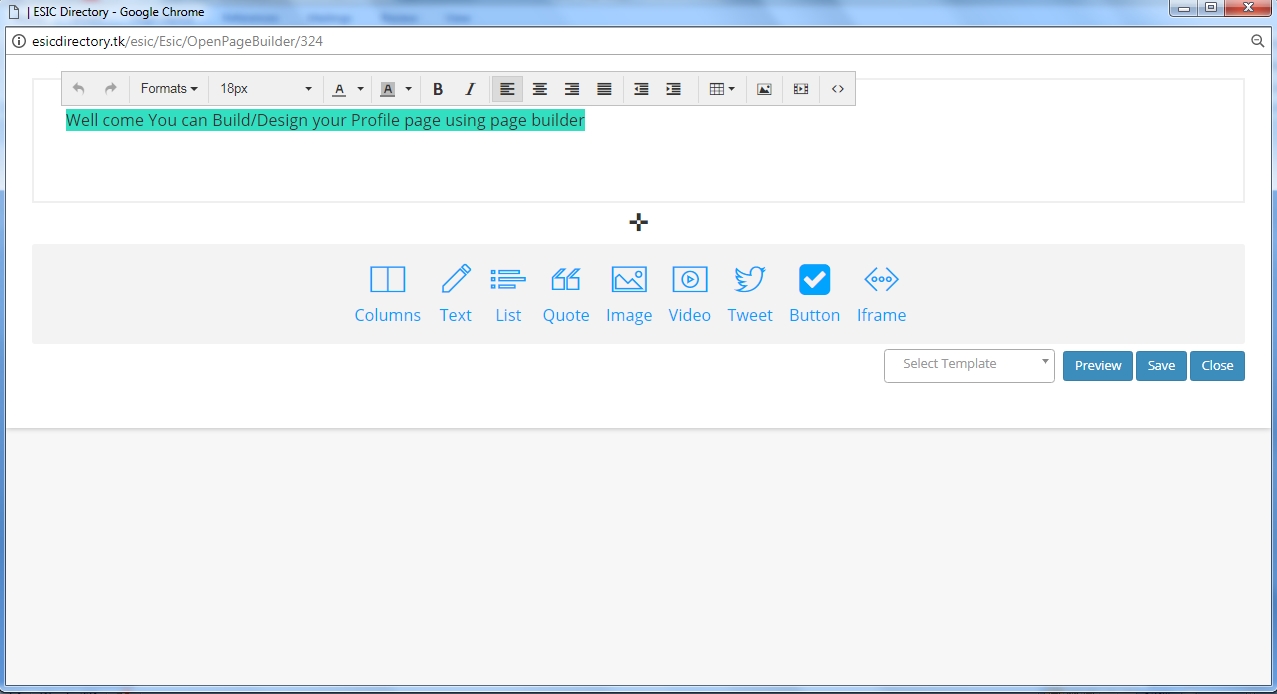 | ESIC Directory - Google Chrome
esicdirectory.tk/esic/Esic/OpenPageBuilder/324
Formats 18px A A B I
Well come You can Build/Design your Profile page using page builder
Columns Text List Quote Image Video Tweet Button Iframe
Select Template Preview Save Close